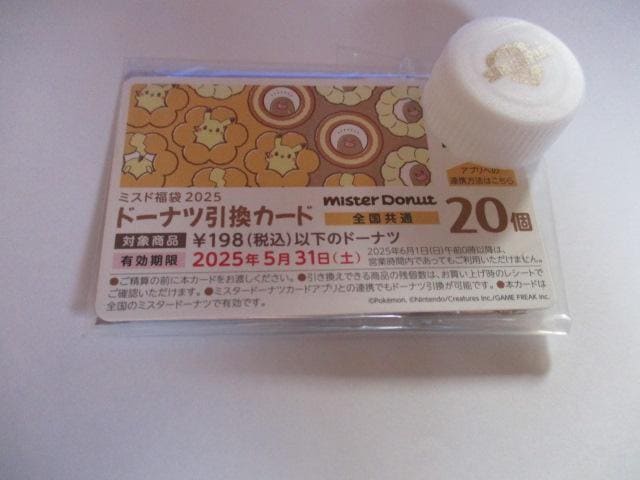 アプリへの
連携方法はこちら
ミスド福袋2025
mister Donut
ドーナツ引換カード
全国共通
20個
対象商品 ¥198(税込)以下のドーナツ
有効期限 2025年5月31日(土)
2025年6月1日(日)午前0時以降は、
営業時間内であってもご利用いただけません。
●ご精算の前に本カードをお渡しください。●引き換えできる商品の残個数は、お買い上げ時のレシートで
ご確認いただけます。●ミスタードーナツカードアプリとの連携でもドーナツ引換が可能です。●本カードは
全国のミスタードーナツで有効です。
©Pokémon. ©Nintendo/Creatures Inc./GAME FREAK Inc.